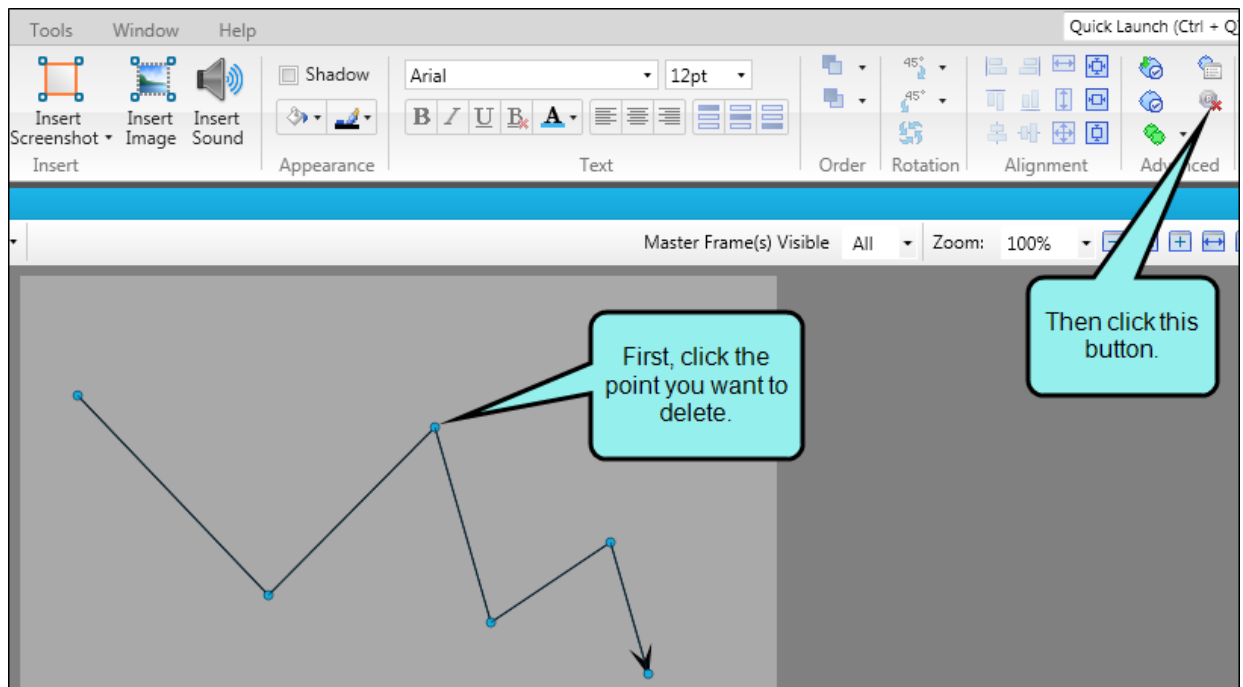 Tools Window Help Quick Launch (Ctrl + Q)
Shadow Arial 12pt 45° 
B I U B A 45°
Insert Screenshot
Insert Image
Insert Sound
Insert Appearance Text Order Rotation Alignment Advanced
Master Frame(s) Visible All Zoom: 100%
Then click this
button.
First, click the
point you want to
delete.